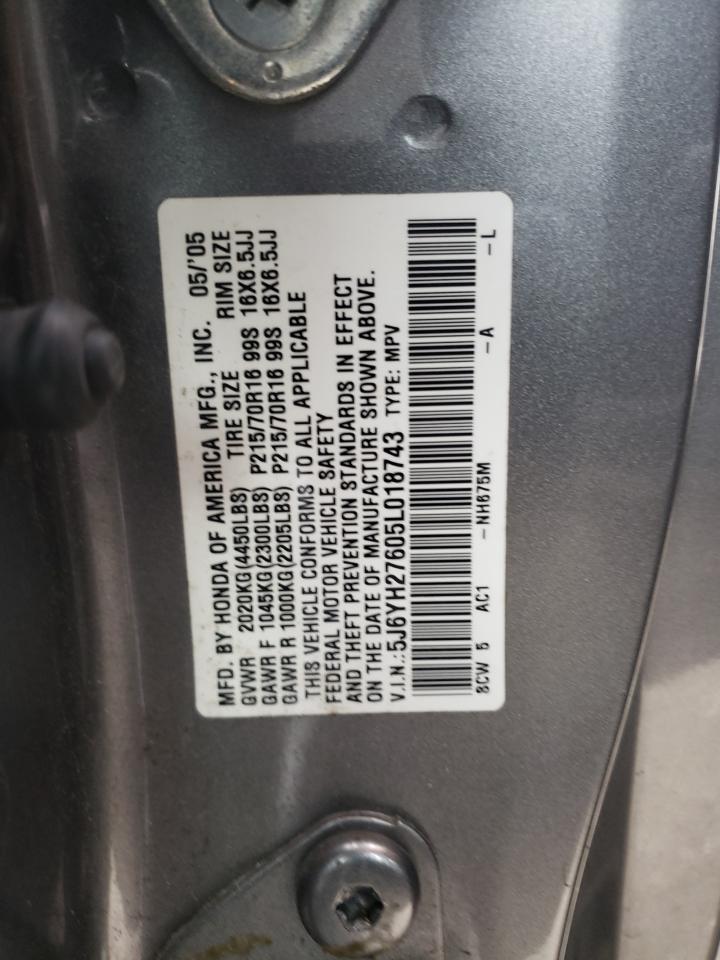 MFD. BY HONDA OF AMERICA MFG., INC. 05/'05
GVWR 2020KG(4450LBS) TIRE SIZE RIM SIZE
GAWR F 1045KG(2300LBS) P215/70R16 99S 16X6.5JJ
GAWR R 1000KG(2205LBS) P215/70R16 99S 16X6.5JJ
THIS VEHICLE CONFORMS TO ALL APPLICABLE
FEDERAL MOTOR VEHICLE SAFETY
AND THEFT PREVENTION STANDARDS IN EFFECT
ON THE DATE OF MANUFACTURE SHOWN ABOVE.
V.I.N.:5J6YH27605L018743 TYPE: MPV
8CW 5 AC1 -NH675M -A -L